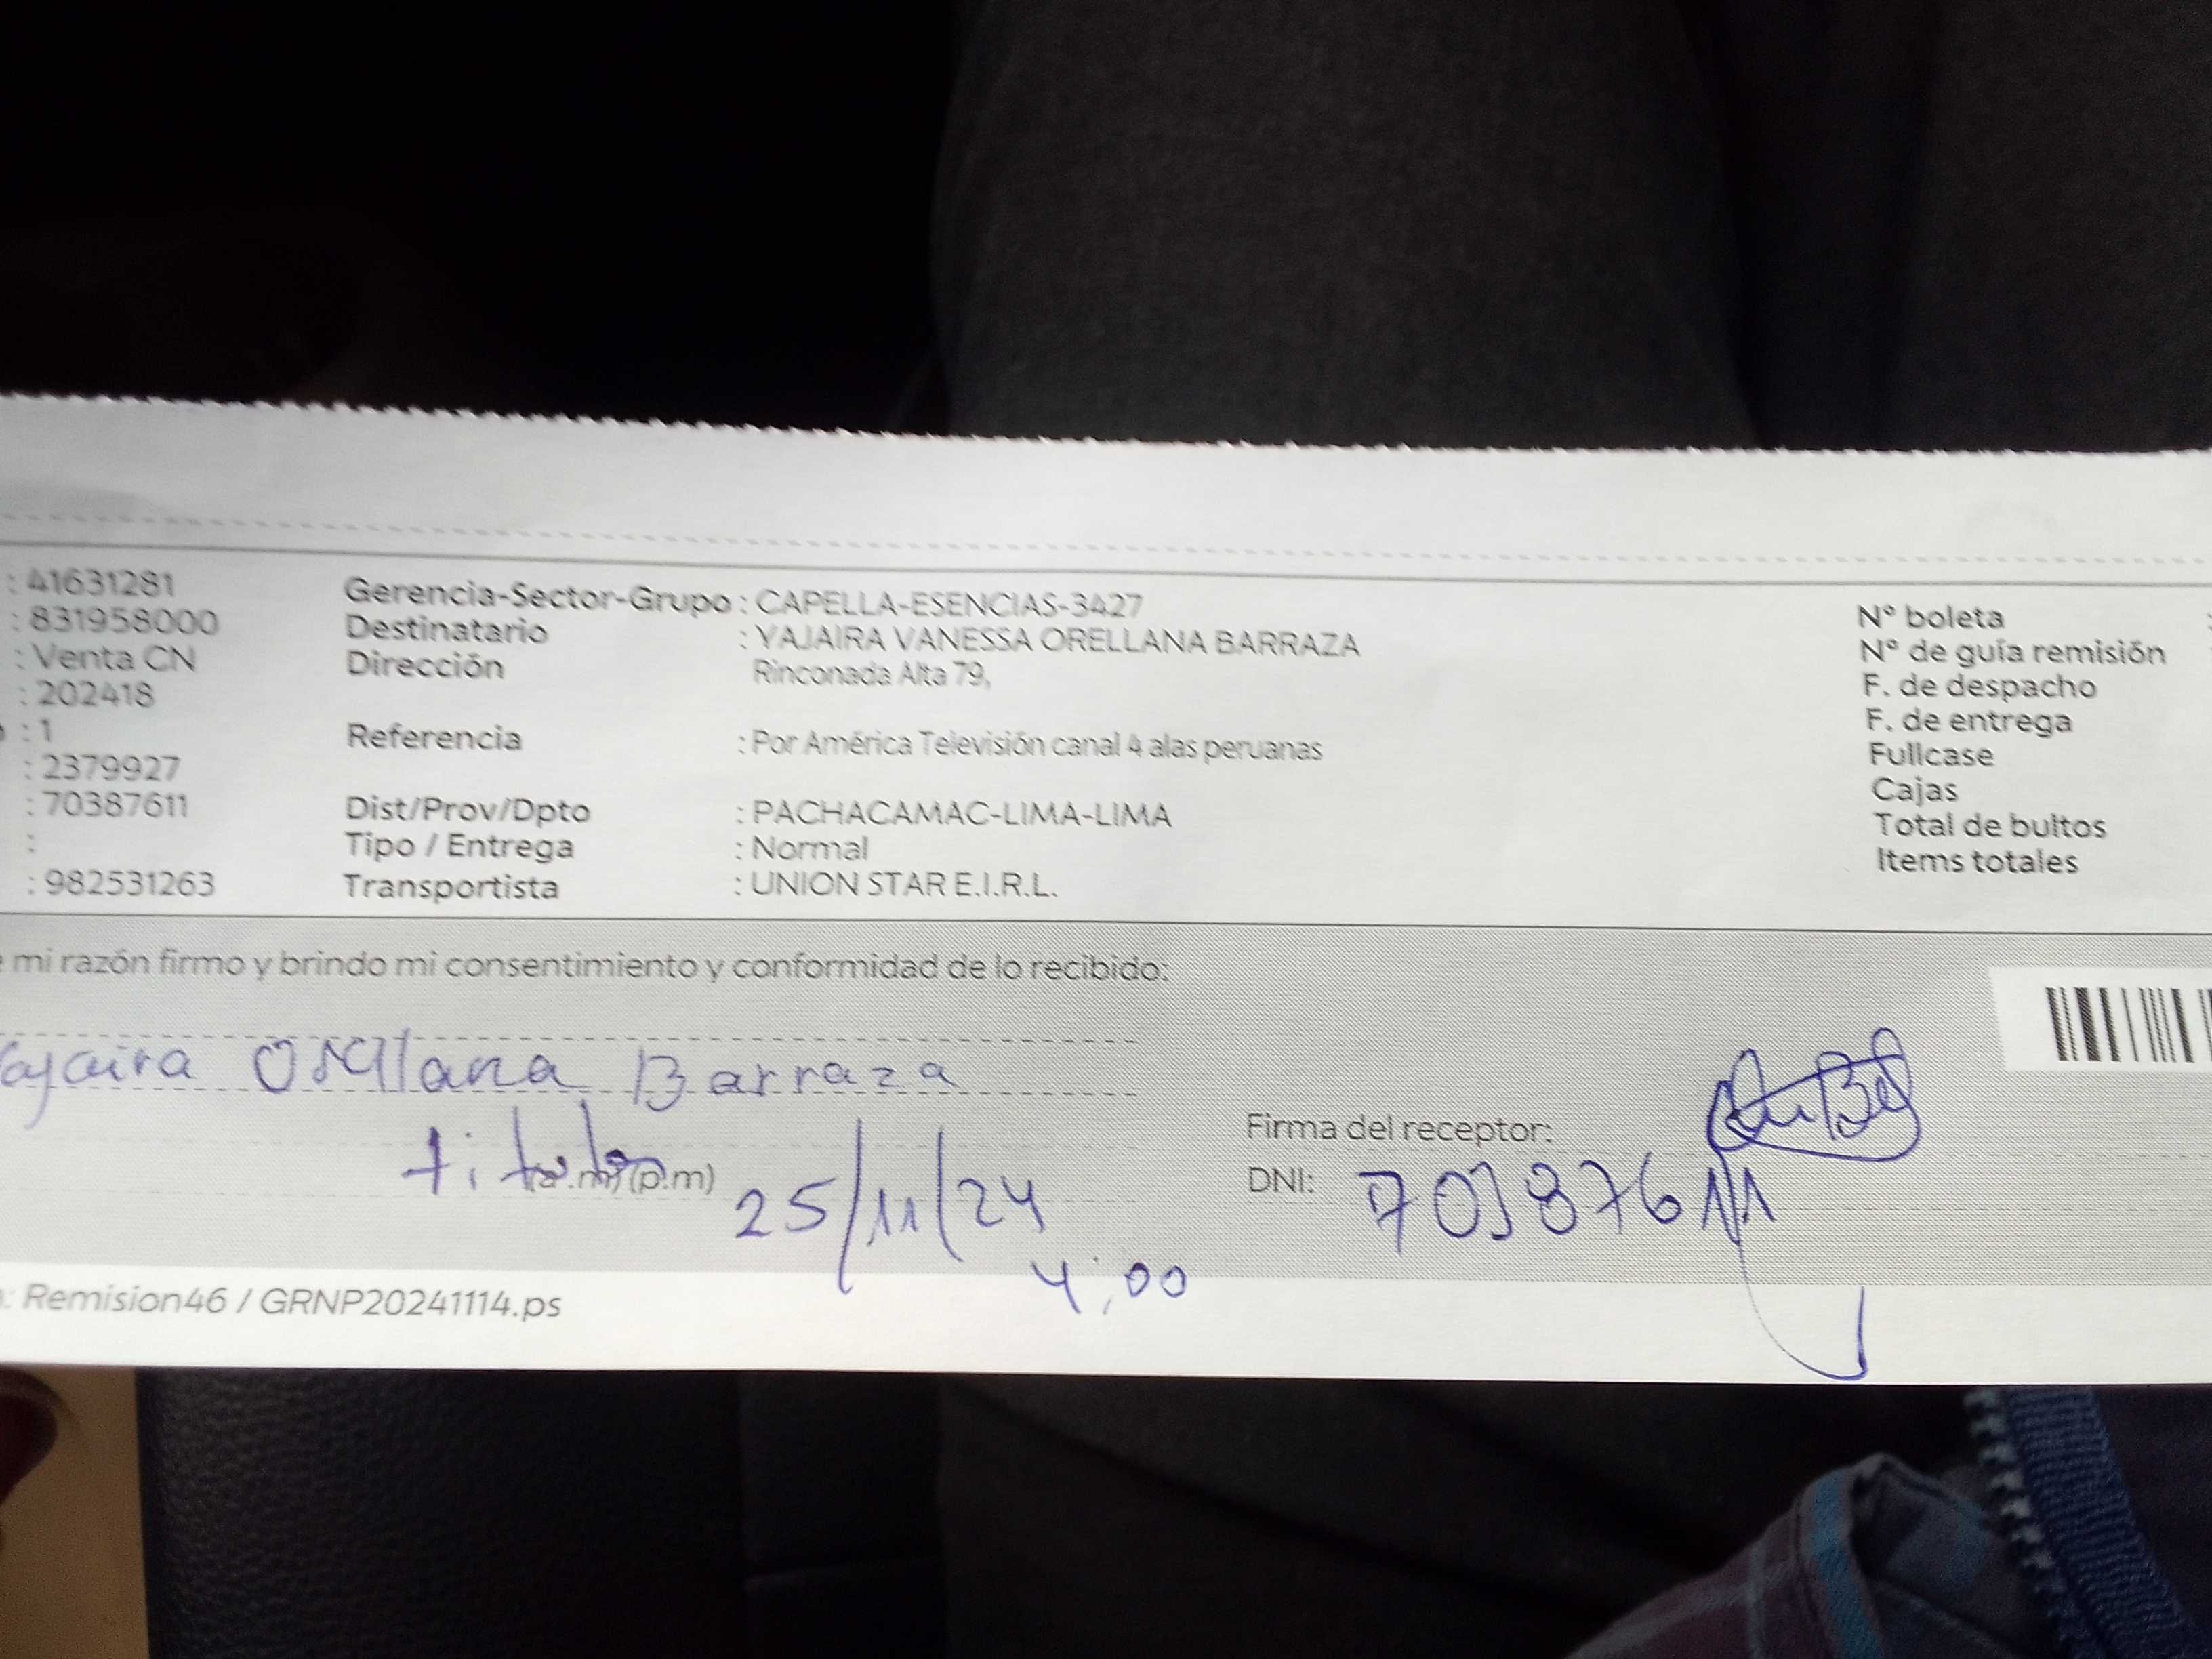 : 41631281 Gerencia-Sector-Grupo : CAPELLA-ESENCIAS-3427 N° boleta :
: 831958000 Destinatario : YAJAIRA VANESSA ORELLANA BARRAZA N° de guía remisión
: Venta CN Dirección Rinconada Alta 79, F. de despacho
: 202418 F. de entrega
: 1 Referencia : Por América Televisión canal 4 alas peruanas Fullcase
: 2379927 Cajas
: 70387611 Dist/Prov/Dpto : PACHACAMAC-LIMA-LIMA Total de bultos
: Tipo / Entrega : Normal Items totales
: 982531263 Transportista : UNION STAR E.I.R.L.
mi razón firmo y brindo mi consentimiento y conformidad de lo recibido:
Yajaira Orellana Barraza
Firma del receptor:
(p.m) 25/11/24 DNI: 70387611
4:00
: Remision46 / GRNP20241114.ps